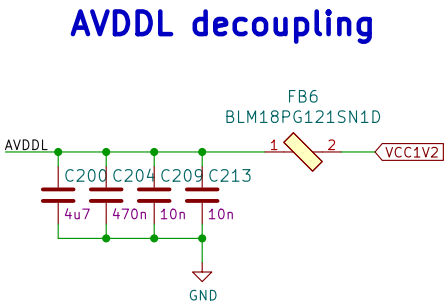 AVDDL decoupling
FB6
BLM18PG121SN1D
AVDDL
1
2
VCC1V2
C200
C204
C209
C213
4u7
470n
10n
10n
GND